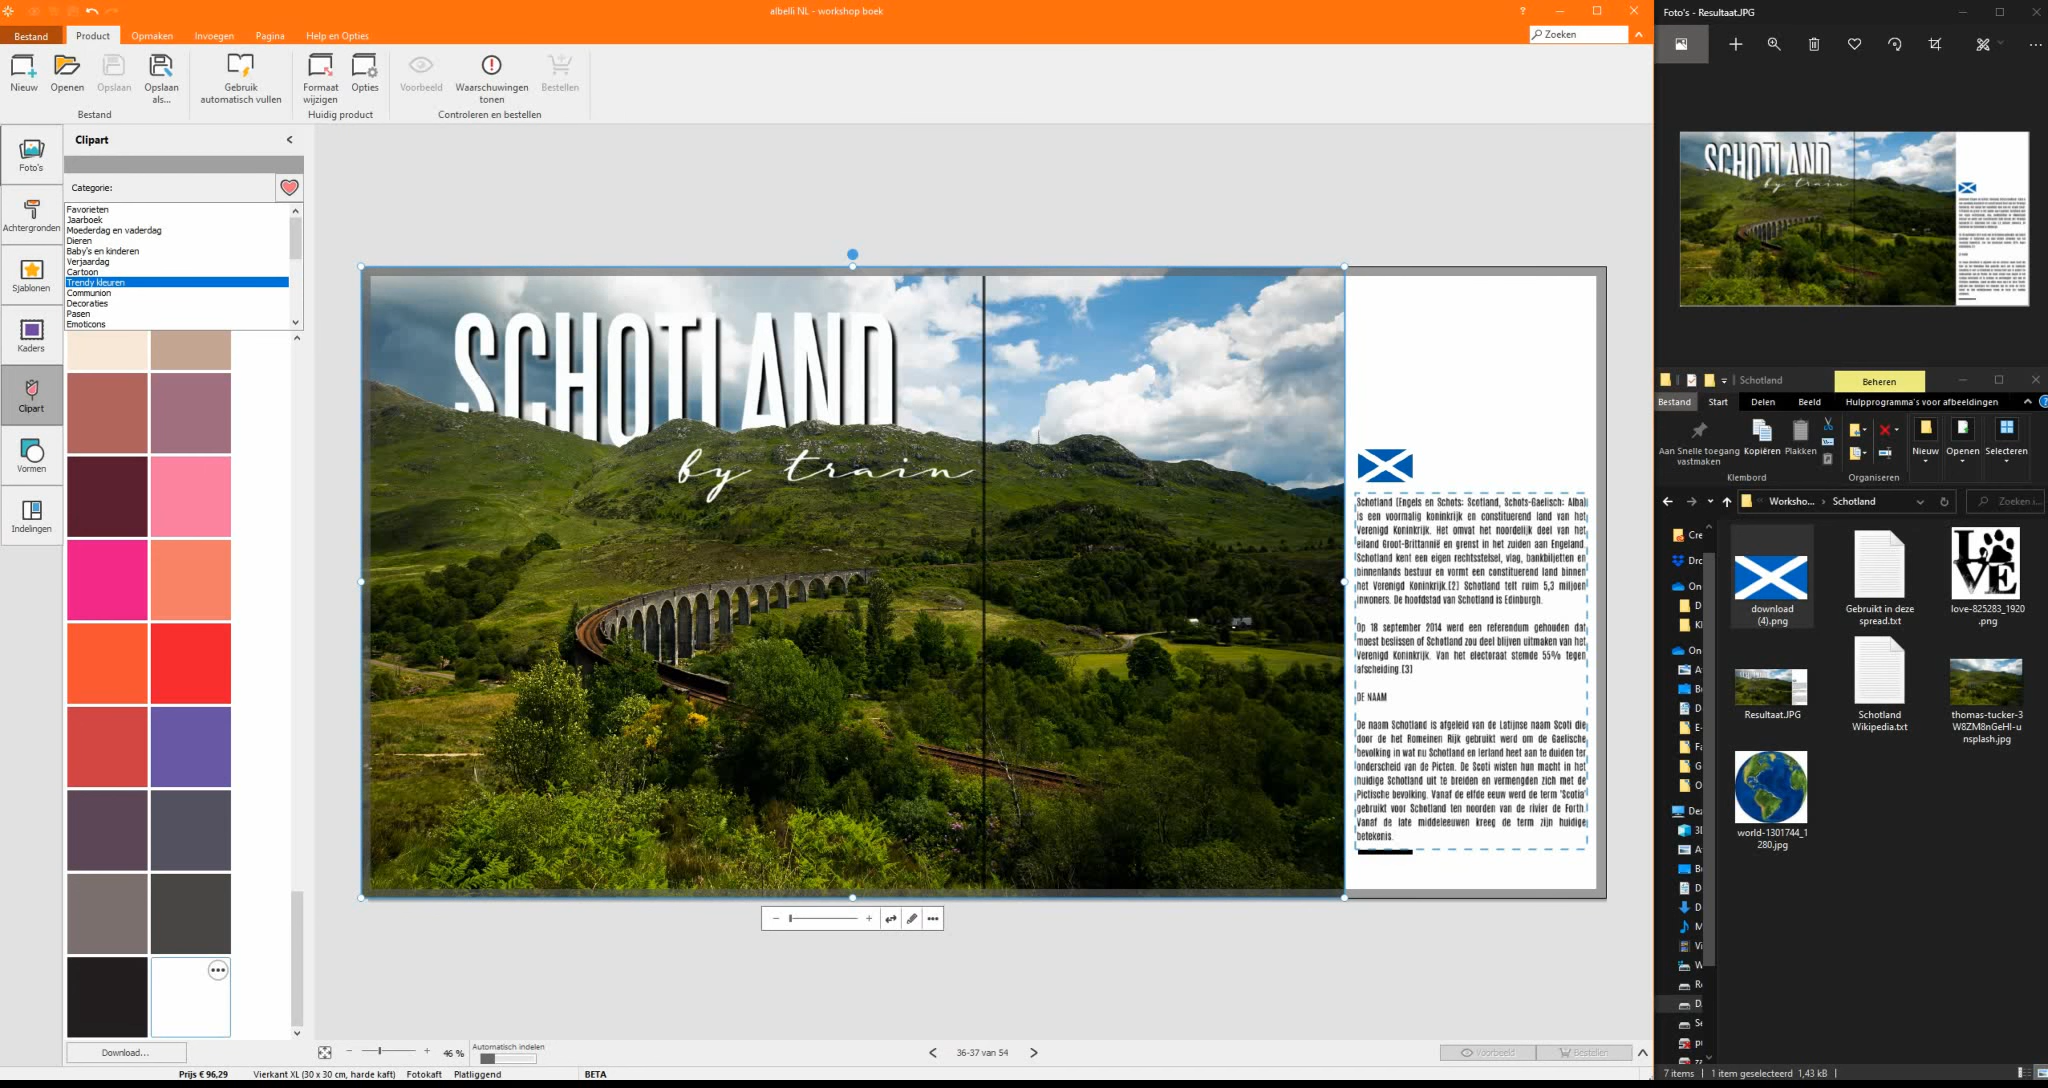 albelli NL - workshop boek
Bestand Product Opmaken Invoegen Pagina Help en Opties
Zoeken
Nieuw Openen Opslaan Opslaan als... Gebruik automatisch vullen Formaat wijzigen Opties Voorbeeld Waarschuwingen tonen Bestellen
Bestand Huidig product Controleren en bestellen
Foto's
Achtergronden
Sjablonen
Kaders
Clipart
Vormen
Indelingen
Clipart
Categorie:
Favorieten
Jaarboek
Moederdag en vaderdag
Dieren
Baby's en kinderen
Verjaardag
Cartoon
Trendy kleuren
Communion
Decoraties
Pasen
Emoticons
Download...
SCHOTLAND
by train
Schotland (Engels en Schots: Scotland, Schots-Gaelisch: Alba)
is een voormalig koninkrijk en constituerend land van het
Verenigd Koninkrijk. Het omvat het noordelijk deel van het
eiland Groot-Brittannië en grenst in het zuiden aan Engeland.
Schotland kent een eigen rechtsstelsel, vlag, bankbiljetten en
binnenlands bestuur en vormt een constituerend land binnen
het Verenigd Koninkrijk.[2] Schotland telt ruim 5,3 miljoen
inwoners. De hoofdstad van Schotland is Edinburgh.
Op 18 september 2014 werd een referendum gehouden dat
moest beslissen of Schotland zou deel blijven uitmaken van het
Verenigd Koninkrijk. Van het electoraat stemde 55% tegen
afscheiding.[3]
DE NAAM
De naam Schotland is afgeleid van de Latijnse naam Scoti die
door de het Romeinen Rijk gebruikt werd om de Gaelische
bevolking in wat nu Schotland en Ierland heet aan te duiden ter
onderscheid van de Picten. De Scoti wisten hun macht in het
huidige Schotland uit te breiden en vermengden zich met de
Pictische bevolking. Vanaf de elfde eeuw werd de term 'Scotia'
gebruikt voor Schotland ten noorden van de rivier de Forth.
Vanaf de late middeleeuwen kreeg de term zijn huidige
betekenis.
46 %
Automatisch indelen
36-37 van 54
Voorbeeld Bestellen
Prijs € 96,29 Vierkant XL (30 x 30 cm, harde kaft) Fotokaft Platliggend BETA
Foto's - Resultaat.JPG
SCHOTLAND
by train
Schotland
Beheren
Bestand Start Delen Beeld Hulpprogramma's voor afbeeldingen
Aan Snelle toegang vastmaken Kopiëren Plakken Nieuw Openen Selecteren
Klembord Organiseren
Worksho... Schotland
Zoeken i...
download (4).png
Gebruikt in deze spread.txt
LOVE
love-825283_1920.png
Resultaat.JPG
Schotland Wikipedia.txt
thomas-tucker-3W8ZM8nGeHI-unsplash.jpg
world-1301744_1280.jpg
7 items 1 item geselecteerd 1,43 kB